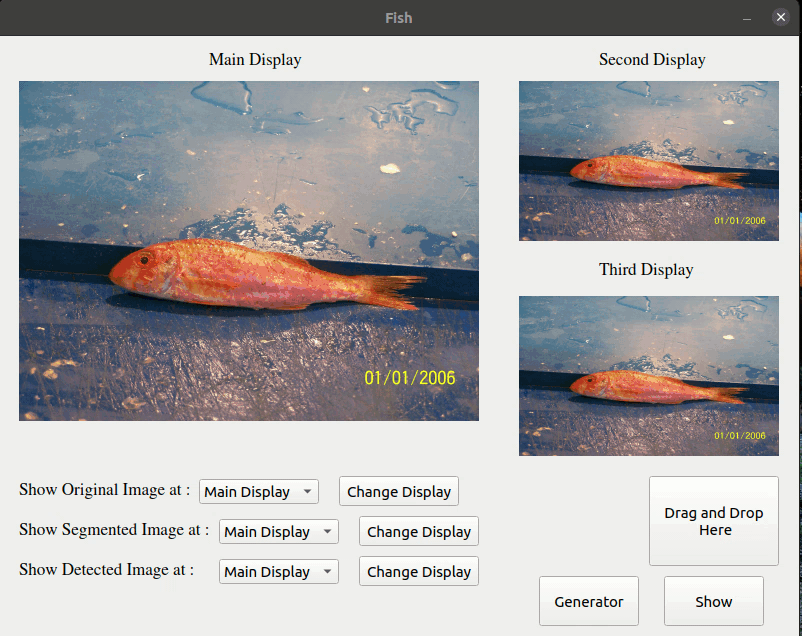 Fish
Main Display
Second Display
01/01/2006
01/01/2006
Third Display
01/01/2006
Show Original Image at :
Main Display
Change Display
Show Segmented Image at :
Main Display
Change Display
Show Detected Image at :
Main Display
Change Display
Drag and Drop
Here
Generator
Show